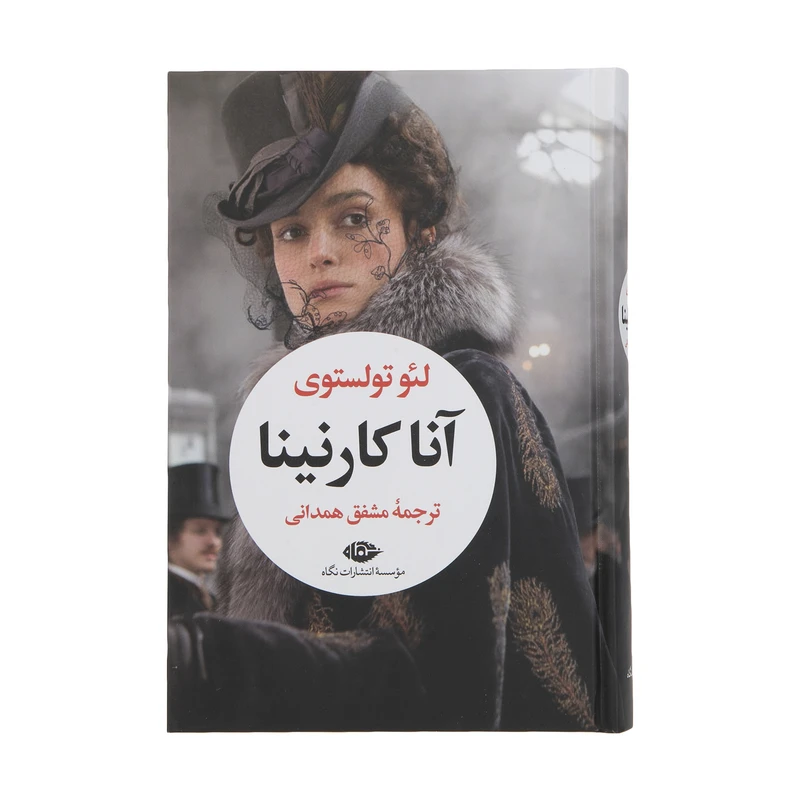 لئو تولستوی
آنا کارنینا
ترجمهٔ مشفق همدانی
نگاه
مؤسسهٔ انتشارات نگاه